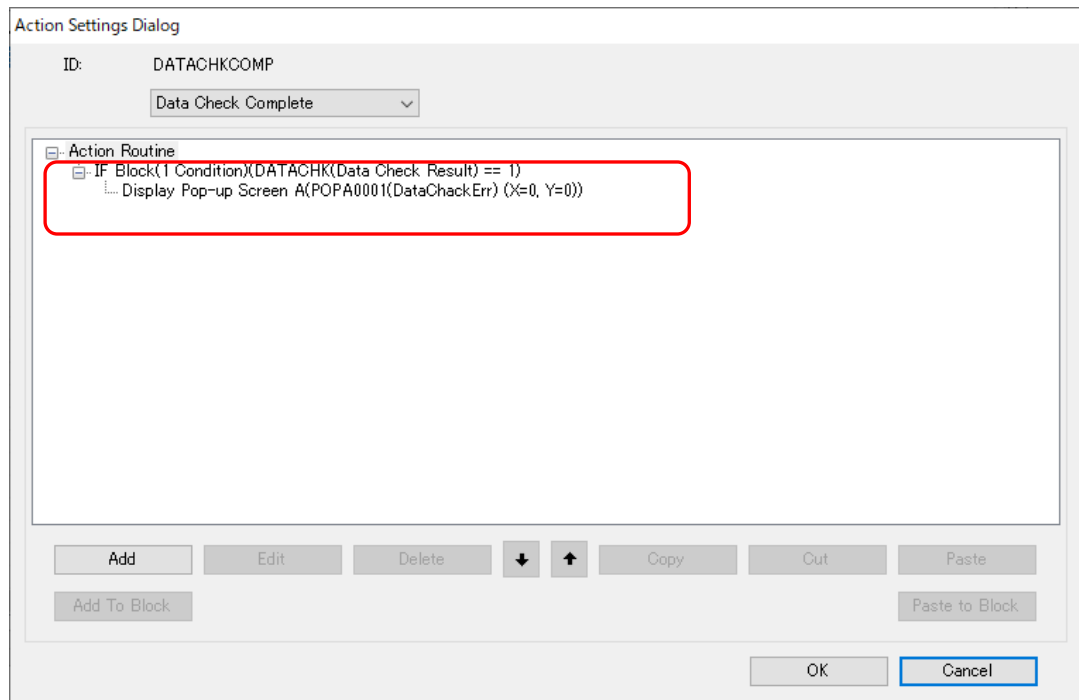 Action Settings Dialog
ID: DATACHKCOMP
Data Check Complete
Action Routine
IF Block(1 Condition)(DATACHK(Data Check Result) == 1)
Display Pop-up Screen A(POPA0001(DataChackErr) (X=0, Y=0))
Add Edit Delete Copy Cut Paste
Add To Block Paste to Block
OK Cancel